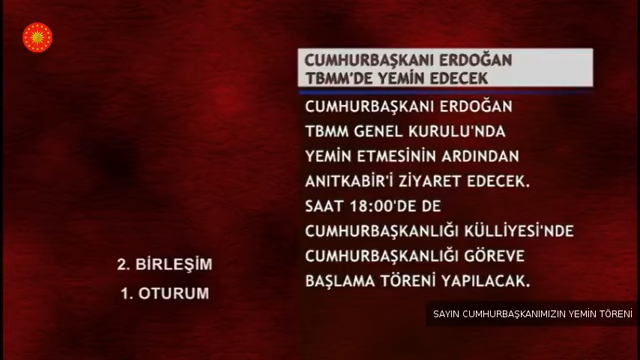 CUMHURBAŞKANI ERDOĞAN
TBMM'DE YEMİN EDECEK
CUMHURBAŞKANI ERDOĞAN
TBMM GENEL KURULU'NDA
YEMİN ETMESİNİN ARDINDAN
ANITKABİR'İ ZİYARET EDECEK.
SAAT 18:00'DE DE
CUMHURBAŞKANLIĞI KÜLLİYESİ'NDE
CUMHURBAŞKANLIĞI GÖREVE
BAŞLAMA TÖRENİ YAPILACAK.
2. BİRLEŞİM
1. OTURUM
SAYIN CUMHURBAŞKANIMIZIN YEMİN TÖRENİ